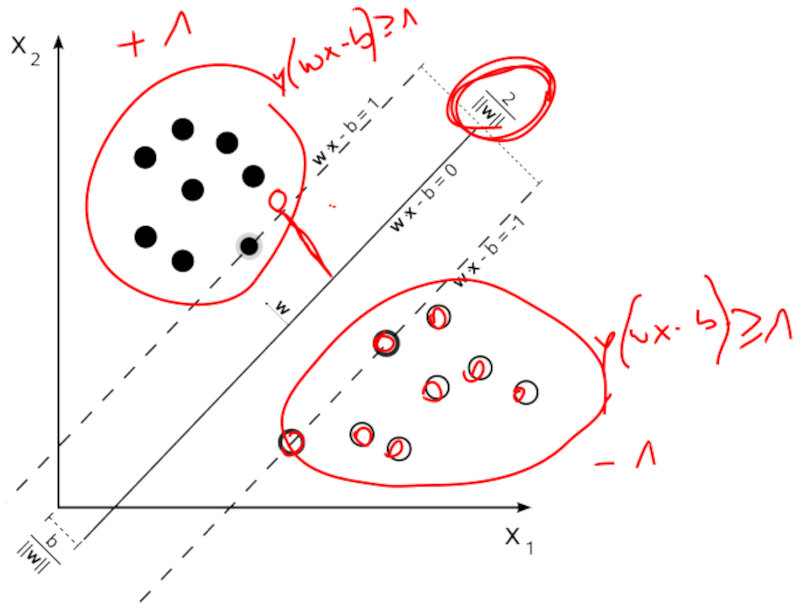 +1
y(wx-b)≥1
X₂
2
‖w‖
wx - b = 1
wx - b = 0
wx - b = -1
w
y(wx-b)≥1
-1
b
‖w‖
X₁